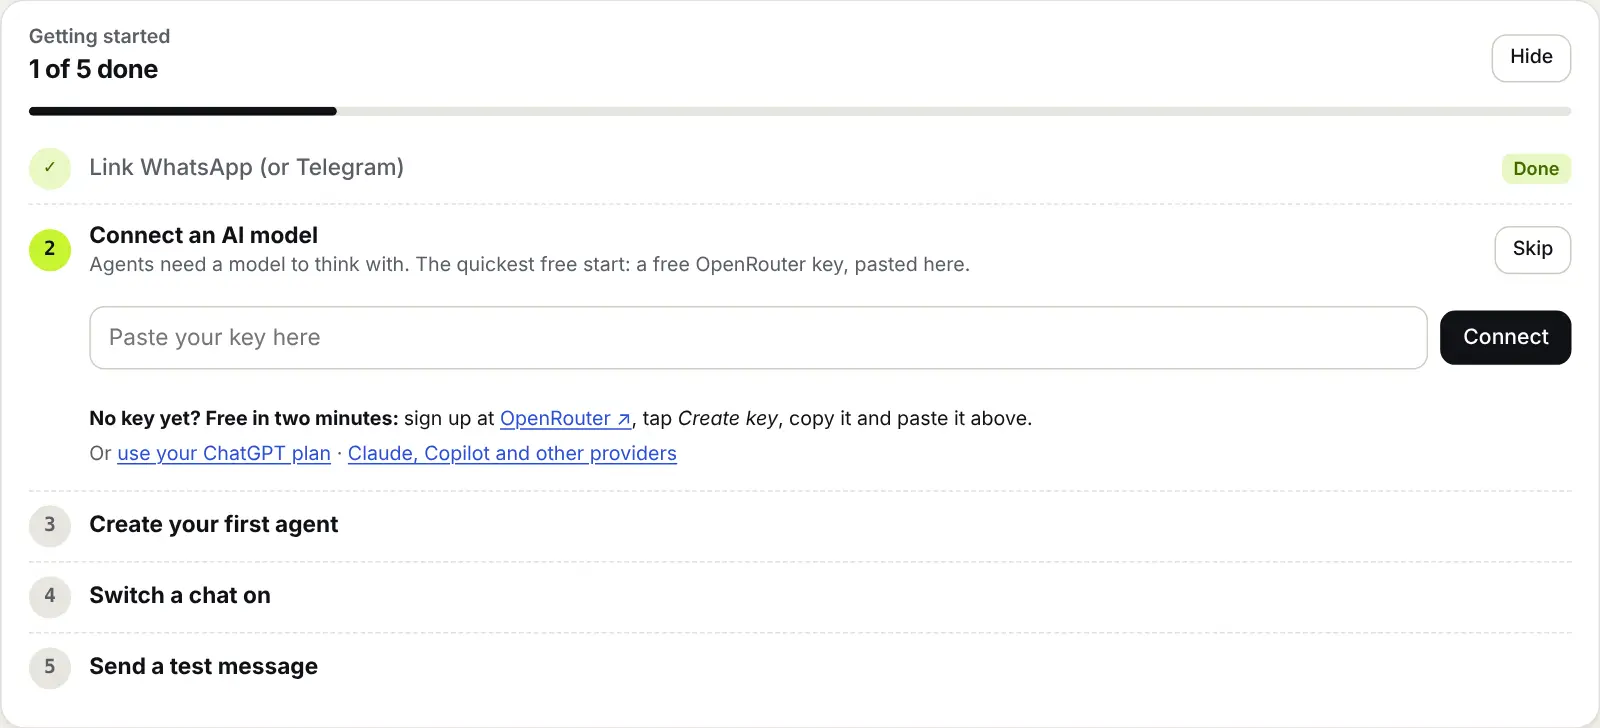 Getting started
1 of 5 done
Hide
✓ Link WhatsApp (or Telegram)
Done
2 Connect an AI model
Agents need a model to think with. The quickest free start: a free OpenRouter key, pasted here.
Skip
Paste your key here
Connect
No key yet? Free in two minutes: sign up at OpenRouter ↗, tap Create key, copy it and paste it above.
Or use your ChatGPT plan · Claude, Copilot and other providers
3 Create your first agent
4 Switch a chat on
5 Send a test message